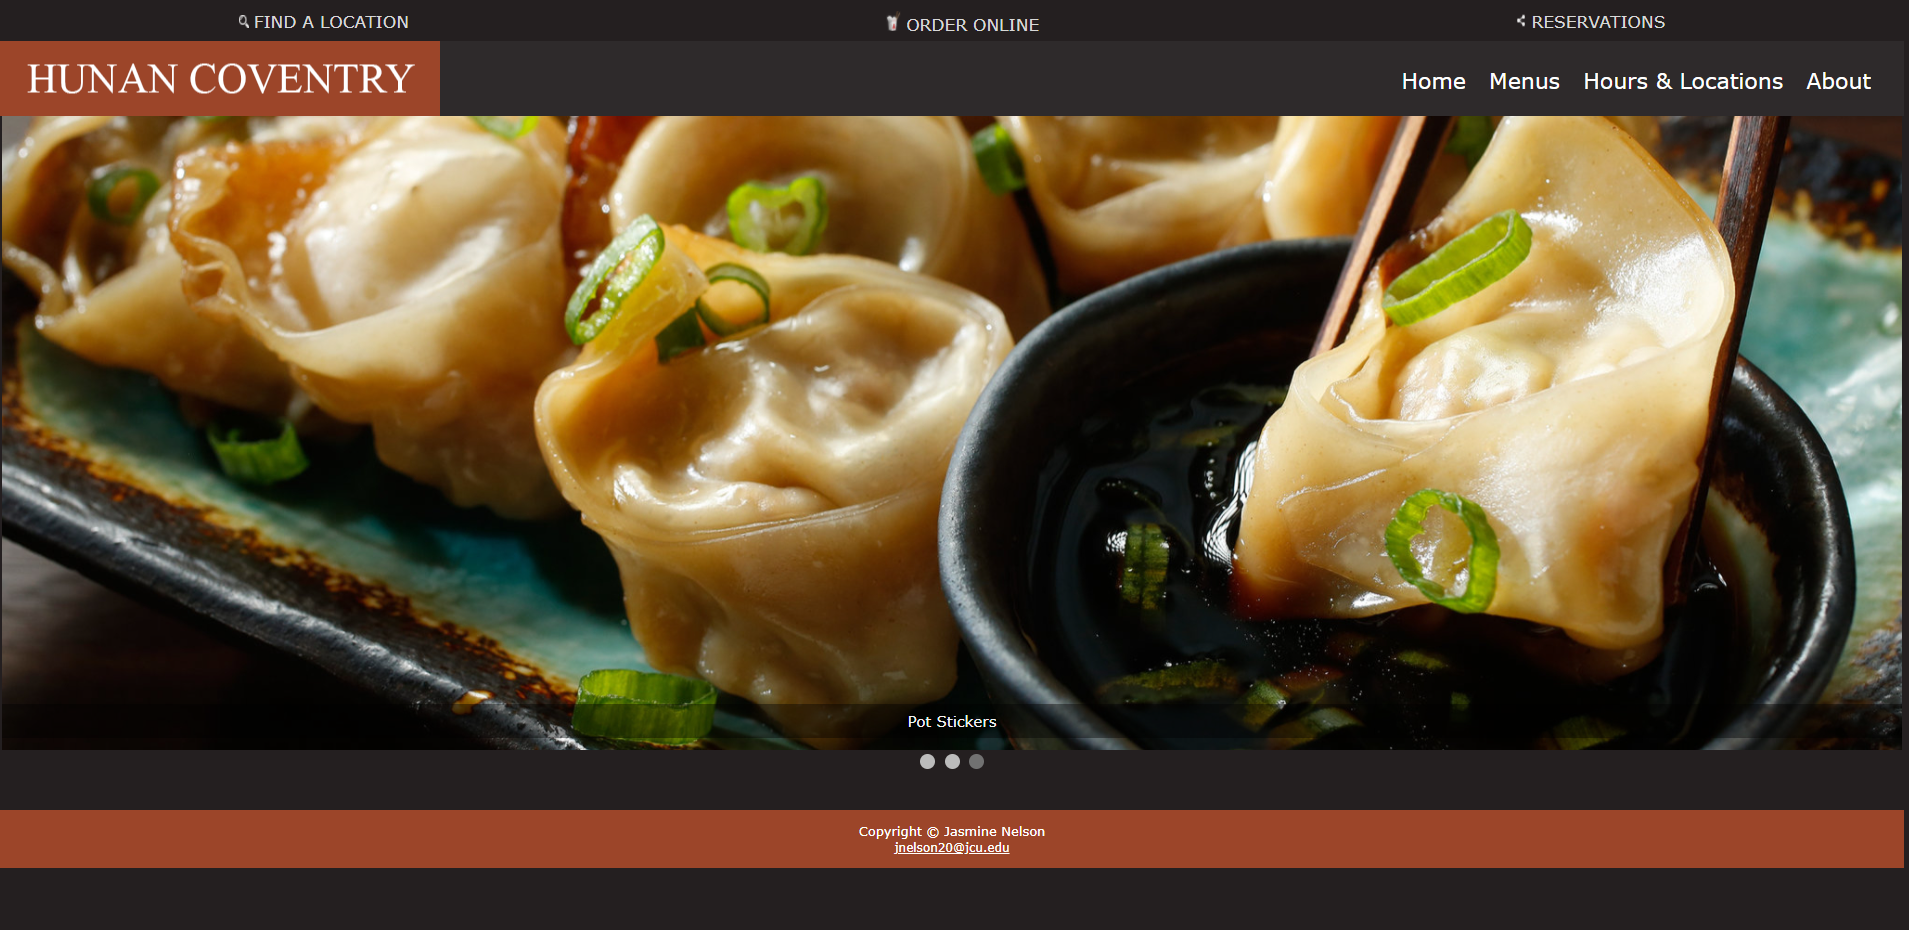 FIND A LOCATION
ORDER ONLINE
RESERVATIONS
HUNAN COVENTRY
Home
Menus
Hours & Locations
About
Pot Stickers
Copyright © Jasmine Nelson
jnelson20@jcu.edu